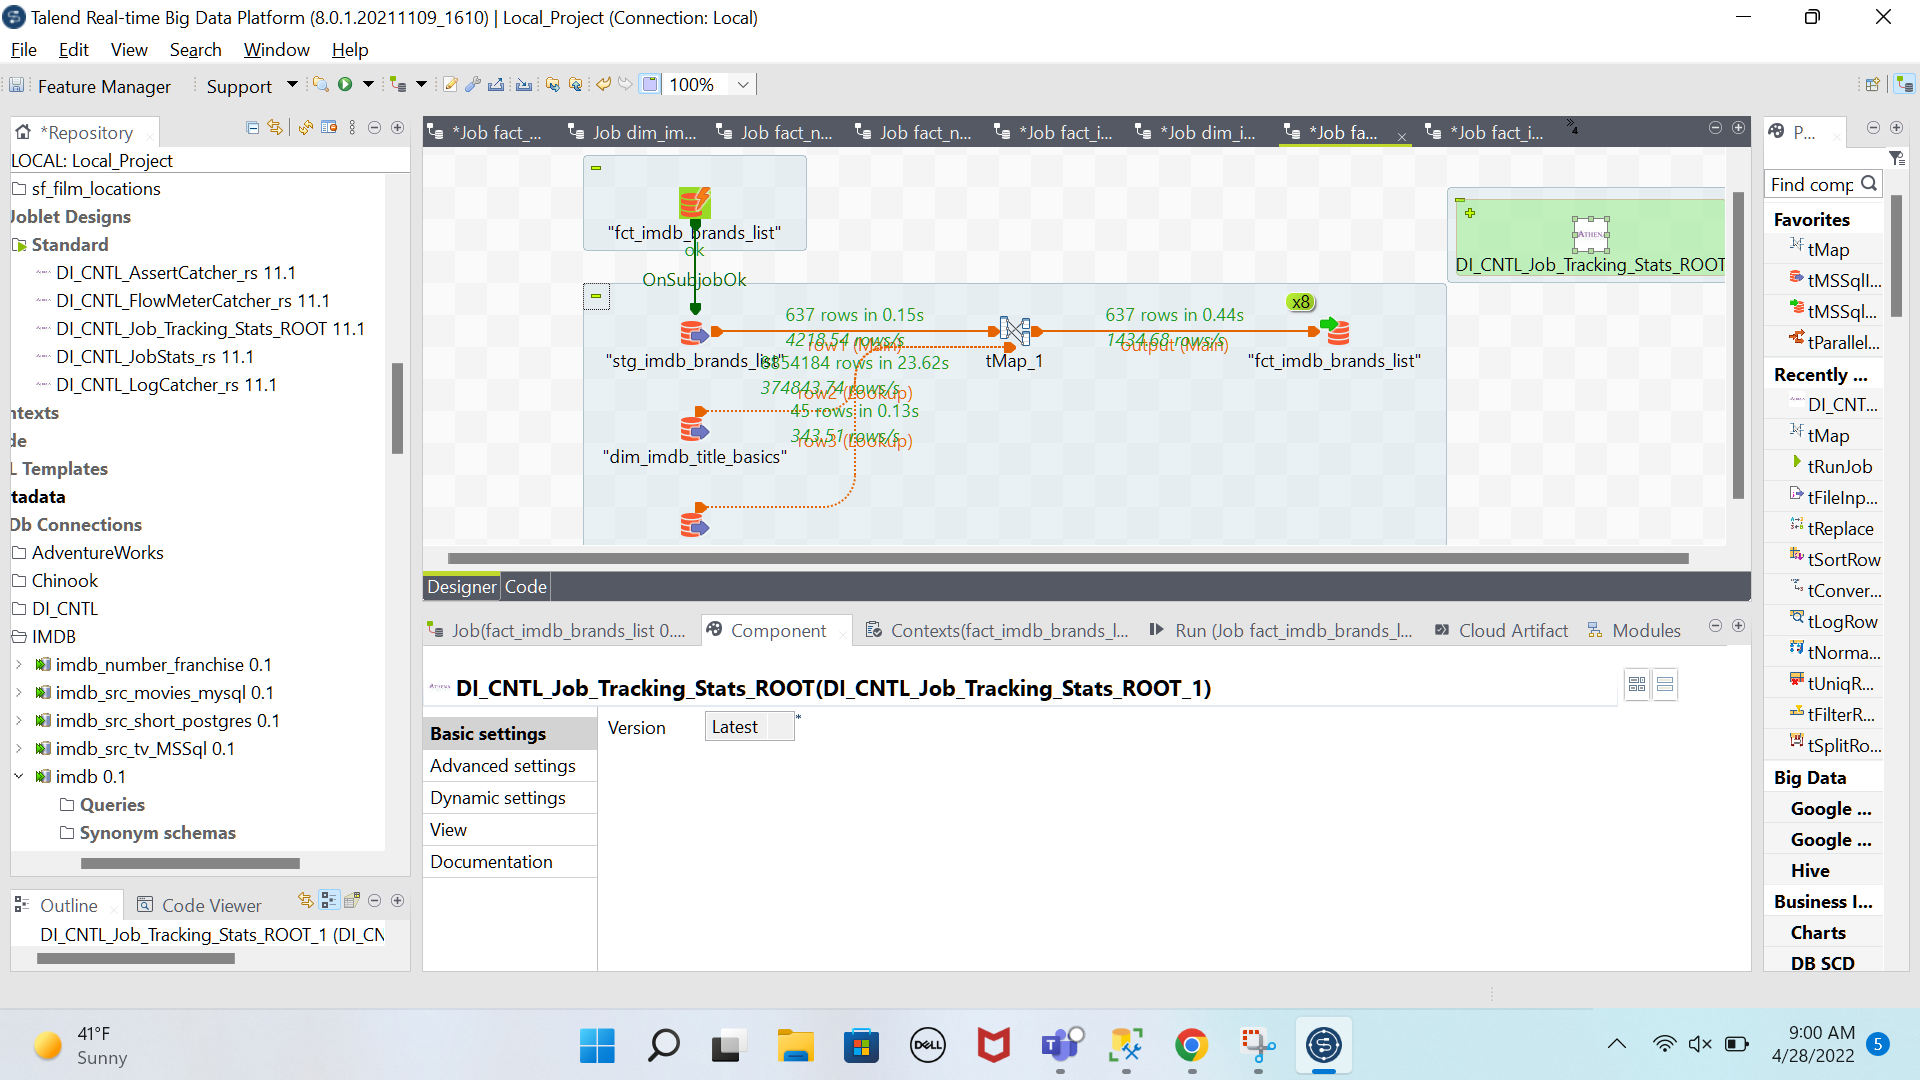 Talend Real-time Big Data Platform (8.0.1.20211109_1610) | Local_Project (Connection: Local)
File Edit View Search Window Help
Feature Manager Support 100%
*Repository
LOCAL: Local_Project
sf_film_locations
Joblet Designs
Standard
DI_CNTL_AssertCatcher_rs 11.1
DI_CNTL_FlowMeterCatcher_rs 11.1
DI_CNTL_Job_Tracking_Stats_ROOT 11.1
DI_CNTL_JobStats_rs 11.1
DI_CNTL_LogCatcher_rs 11.1
ntexts
de
L Templates
tadata
Db Connections
AdventureWorks
Chinook
DI_CNTL
IMDB
imdb_number_franchise 0.1
imdb_src_movies_mysql 0.1
imdb_src_short_postgres 0.1
imdb_src_tv_MSSql 0.1
imdb 0.1
Queries
Synonym schemas
Outline Code Viewer
DI_CNTL_Job_Tracking_Stats_ROOT_1 (DI_CN
*Job fact_... Job dim_im... Job fact_n... Job fact_n... *Job fact_i... *Job dim_i... *Job fa... *Job fact_i... »4
"fct_imdb_brands_list"
ok
OnSubjobOk
637 rows in 0.15s
4218.54 rows/s
row1 (Main)
"stg_imdb_brands_list"
tMap_1
637 rows in 0.44s
1434.68 rows/s
output (Main)
x8
"fct_imdb_brands_list"
8854184 rows in 23.62s
374843.74 rows/s
row2 (Lookup)
45 rows in 0.13s
343.51 rows/s
row3 (Lookup)
"dim_imdb_title_basics"
ATHENA
DI_CNTL_Job_Tracking_Stats_ROOT
Designer Code
Job(fact_imdb_brands_list 0.... Component Contexts(fact_imdb_brands_l... Run (Job fact_imdb_brands_l... Cloud Artifact Modules
DI_CNTL_Job_Tracking_Stats_ROOT(DI_CNTL_Job_Tracking_Stats_ROOT_1)
Basic settings
Advanced settings
Dynamic settings
View
Documentation
Version Latest *
P...
Find comp
Favorites
tMap
tMSSqlI...
tMSSql...
tParallel...
Recently ...
DI_CNT...
tMap
tRunJob
tFileInp...
tReplace
tSortRow
tConver...
tLogRow
tNorma...
tUniqR...
tFilterR...
tSplitRo...
Big Data
Google ...
Google ...
Hive
Business I...
Charts
DB SCD
41°F
Sunny
DELL
9:00 AM
4/28/2022
5